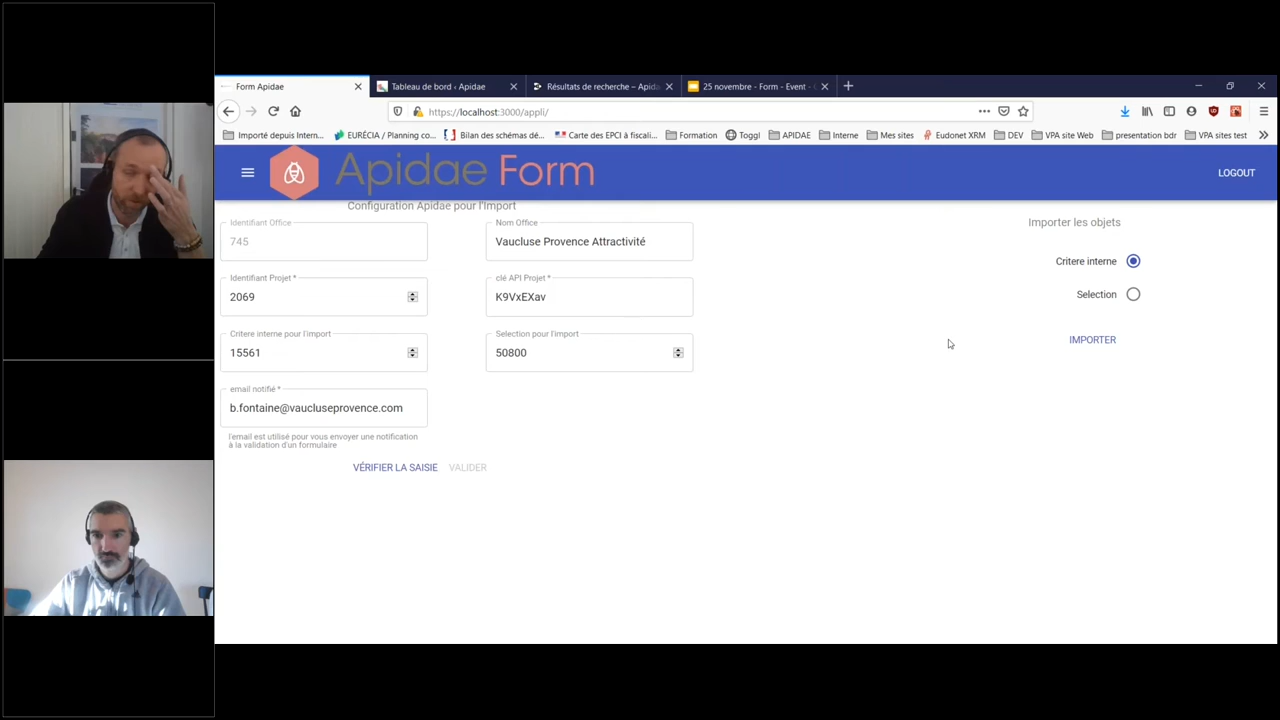 Form Apidae
Tableau de bord ‹ Apidae
Résultats de recherche – Apida
25 novembre - Form - Event -
https://localhost:3000/appli/
Importé depuis Intern...
EURÉCIA / Planning co...
Bilan des schémas dé...
Carte des EPCI à fiscali...
Formation
Toggl
APIDAE
Interne
Mes sites
Eudonet XRM
DEV
VPA site Web
presentation bdr
VPA sites test
Apidae Form
LOGOUT
Configuration Apidae pour l'Import
Identifiant Office
745
Nom Office
Vaucluse Provence Attractivité
Identifiant Projet *
2069
clé API Projet *
K9VxEXav
Critere interne pour l'import
15561
Selection pour l'import
50800
email notifié *
b.fontaine@vaucluseprovence.com
l'email est utilisé pour vous envoyer une notification
à la validation d'un formulaire
VÉRIFIER LA SAISIE
VALIDER
Importer les objets
Critere interne
Selection
IMPORTER